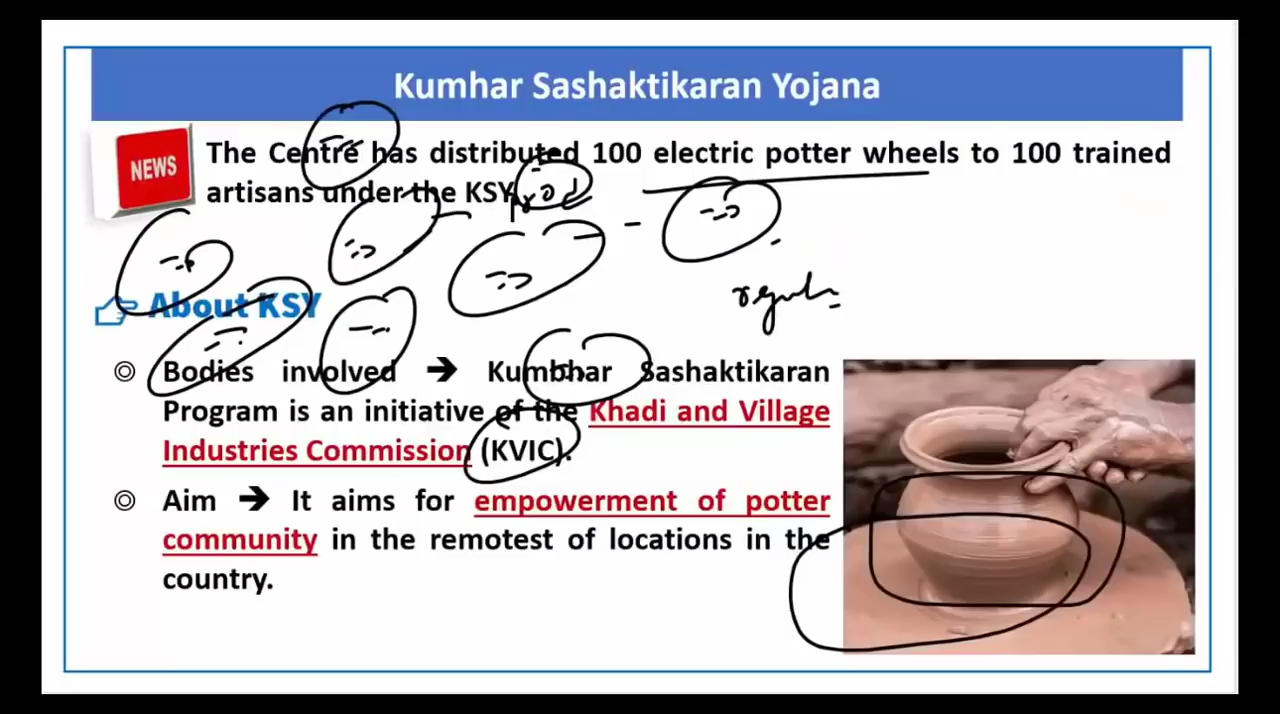 Kumhar Sashaktikaran Yojana
NEWS
The Centre has distributed 100 electric potter wheels to 100 trained
artisans under the KSY
prod
About KSY
◎ Bodies involved → Kumbhar Sashaktikaran
Program is an initiative of the Khadi and Village
Industries Commission (KVIC).
◎ Aim → It aims for empowerment of potter
community in the remotest of locations in the
country.